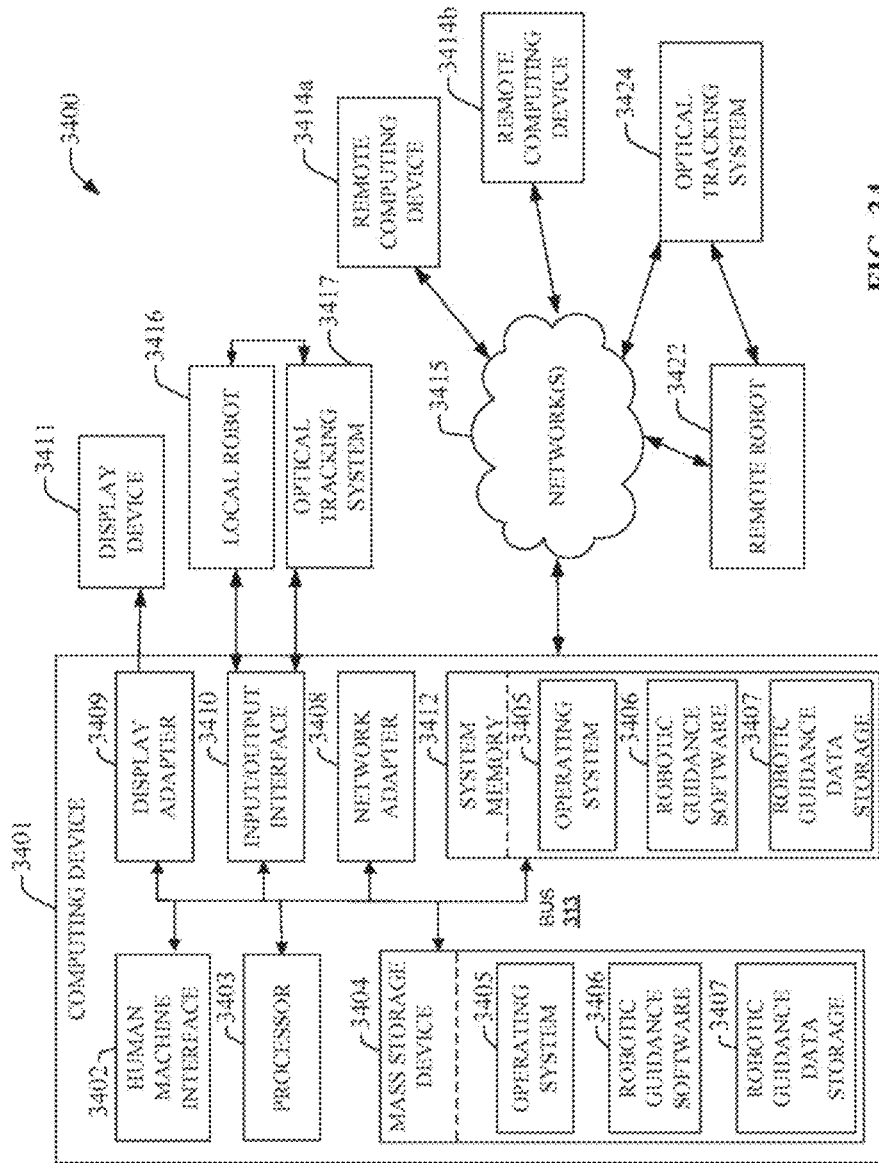 3400
3401
COMPUTING DEVICE
3402
HUMAN
MACHINE
INTERFACE
3403
PROCESSOR
3404
MASS STORAGE
DEVICE
3405
OPERATING
SYSTEM
3406
ROBOTIC
GUIDANCE
SOFTWARE
3407
ROBOTIC
GUIDANCE
DATA
STORAGE
BUS
313
3409
DISPLAY
ADAPTER
3410
INPUT/OUTPUT
INTERFACE
3408
NETWORK
ADAPTER
3412
SYSTEM
MEMORY
3405
OPERATING
SYSTEM
3406
ROBOTIC
GUIDANCE
SOFTWARE
3407
ROBOTIC
GUIDANCE
DATA
STORAGE
3411
DISPLAY
DEVICE
3416
LOCAL ROBOT
3417
OPTICAL
TRACKING
SYSTEM
3415
NETWORK(S)
3414a
REMOTE
COMPUTING
DEVICE
3414b
REMOTE
COMPUTING
DEVICE
3424
OPTICAL
TRACKING
SYSTEM
3422
REMOTE ROBOT
FIG. 34